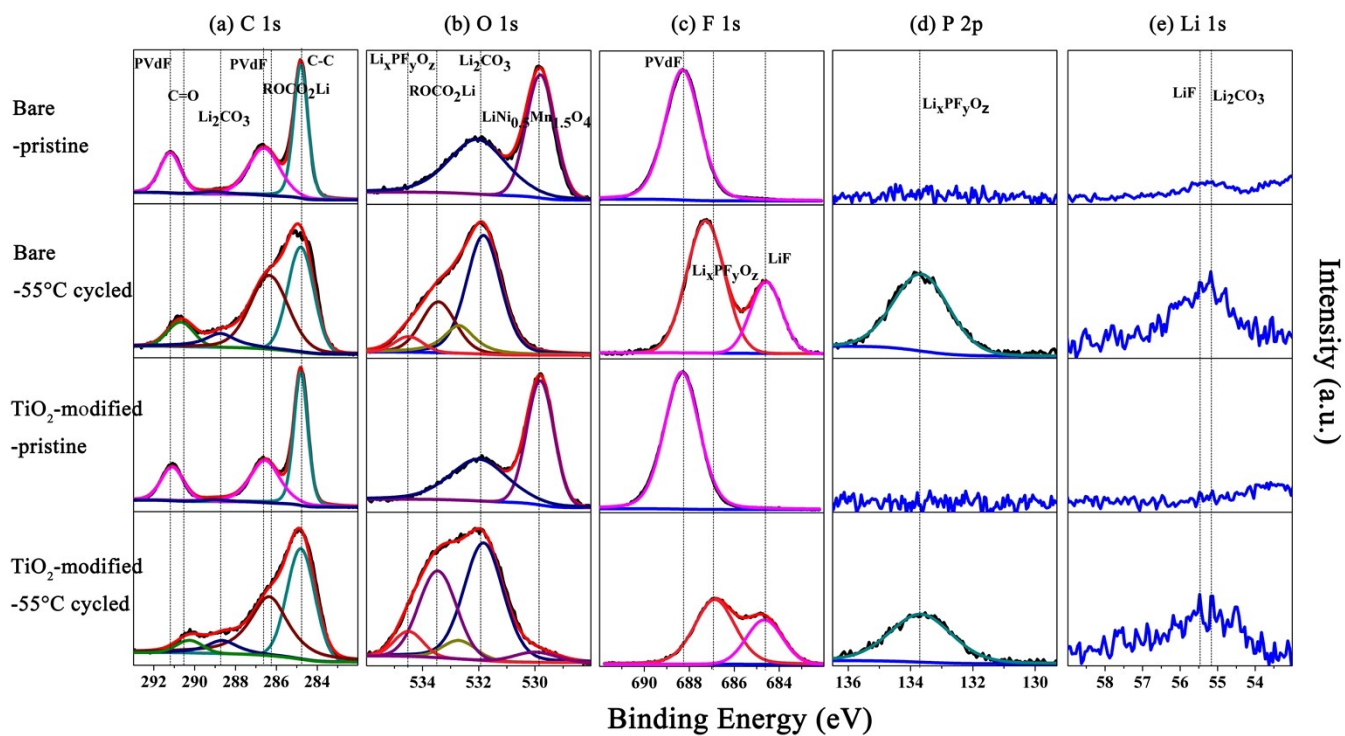 (a) C 1s (b) O 1s (c) F 1s (d) P 2p (e) Li 1s
Bare
-pristine
PVdF
C=O
Li2CO3
PVdF
C-C
ROCO2Li
LixPFyOz
Li2CO3
ROCO2Li
LiNi0.5Mn1.5O4
PVdF
LixPFyOz
LiF
Li2CO3
Bare
-55°C cycled
LixPFyOz
LiF
TiO2-modified
-pristine
TiO2-modified
-55°C cycled
292 290 288 286 284
534 532 530
690 688 686 684
136 134 132 130
58 57 56 55 54
Binding Energy (eV)
Intensity (a.u.)